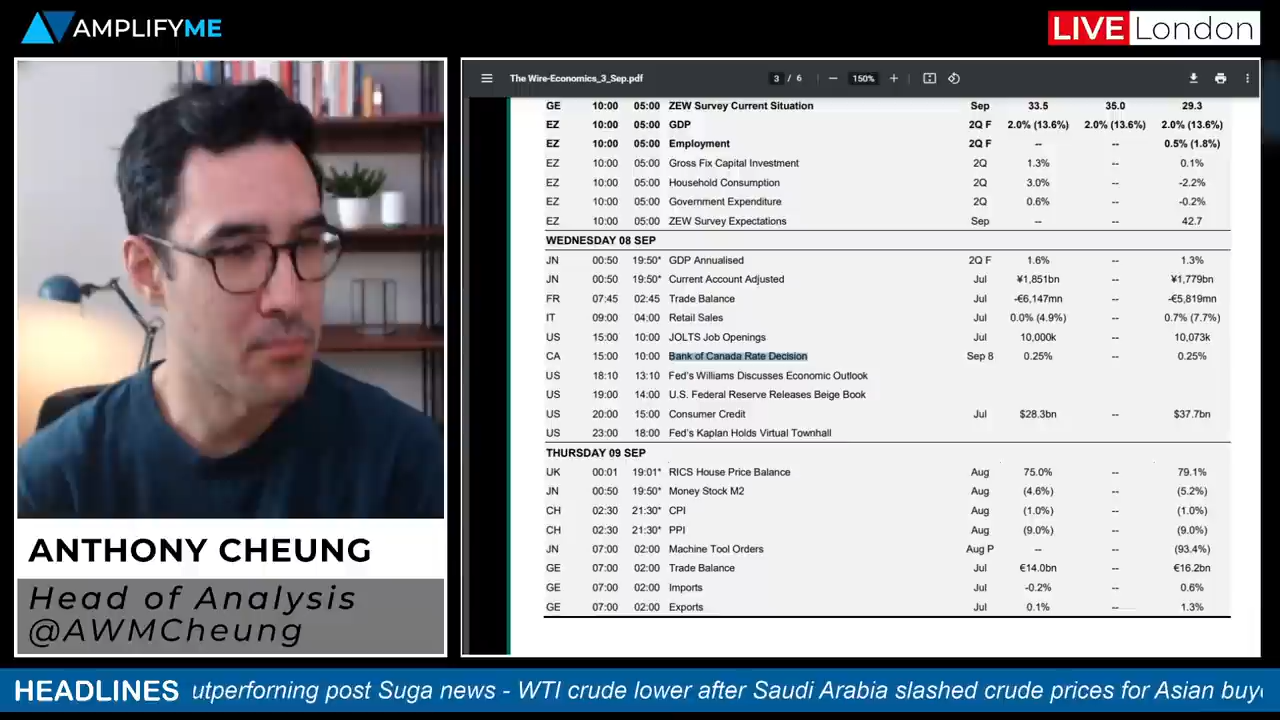 AMPLIFYME
LIVE London
The Wire-Economics_3_Sep.pdf 3 / 6 150%
GE 10:00 05:00 ZEW Survey Current Situation Sep 33.5 35.0 29.3
EZ 10:00 05:00 GDP 2Q F 2.0% (13.6%) 2.0% (13.6%) 2.0% (13.6%)
EZ 10:00 05:00 Employment 2Q F -- -- 0.5% (1.8%)
EZ 10:00 05:00 Gross Fix Capital Investment 2Q 1.3% -- 0.1%
EZ 10:00 05:00 Household Consumption 2Q 3.0% -- -2.2%
EZ 10:00 05:00 Government Expenditure 2Q 0.6% -- -0.2%
EZ 10:00 05:00 ZEW Survey Expectations Sep -- -- 42.7
WEDNESDAY 08 SEP
JN 00:50 19:50* GDP Annualised 2Q F 1.6% -- 1.3%
JN 00:50 19:50* Current Account Adjusted Jul ¥1,851bn -- ¥1,779bn
FR 07:45 02:45 Trade Balance Jul -€6,147mn -- -€5,819mn
IT 09:00 04:00 Retail Sales Jul 0.0% (4.9%) -- 0.7% (7.7%)
US 15:00 10:00 JOLTS Job Openings Jul 10,000k -- 10,073k
CA 15:00 10:00 Bank of Canada Rate Decision Sep 8 0.25% -- 0.25%
US 18:10 13:10 Fed's Williams Discusses Economic Outlook
US 19:00 14:00 U.S. Federal Reserve Releases Beige Book
US 20:00 15:00 Consumer Credit Jul $28.3bn -- $37.7bn
US 23:00 18:00 Fed's Kaplan Holds Virtual Townhall
THURSDAY 09 SEP
UK 00:01 19:01* RICS House Price Balance Aug 75.0% -- 79.1%
JN 00:50 19:50* Money Stock M2 Aug (4.6%) -- (5.2%)
CH 02:30 21:30* CPI Aug (1.0%) -- (1.0%)
CH 02:30 21:30* PPI Aug (9.0%) -- (9.0%)
JN 07:00 02:00 Machine Tool Orders Aug P -- -- (93.4%)
GE 07:00 02:00 Trade Balance Jul €14.0bn -- €16.2bn
GE 07:00 02:00 Imports Jul -0.2% -- 0.6%
GE 07:00 02:00 Exports Jul 0.1% -- 1.3%
ANTHONY CHEUNG
Head of Analysis
@AWMCheung
HEADLINES utperforning post Suga news - WTI crude lower after Saudi Arabia slashed crude prices for Asian buye